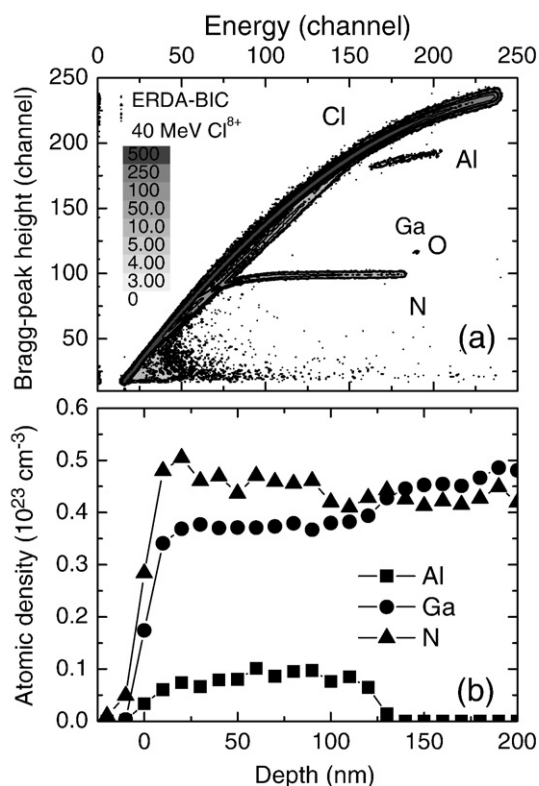 Energy (channel)
0 50 100 150 200 250
Bragg-peak height (channel)
250
200
150
100
50
ERDA-BIC
40 MeV Cl8+
500
250
100
50.0
10.0
5.00
4.00
3.00
0
Cl
Al
Ga
O
N
(a)
Atomic density (10²³ cm⁻³)
0.6
0.5
0.4
0.3
0.2
0.1
0.0
Al
Ga
N
(b)
0 50 100 150 200
Depth (nm)